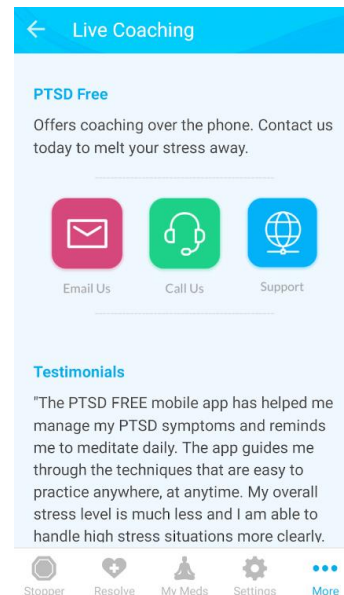 Live Coaching
PTSD Free
Offers coaching over the phone. Contact us
today to melt your stress away.
Email Us
Call Us
Support
Testimonials
"The PTSD FREE mobile app has helped me
manage my PTSD symptoms and reminds
me to meditate daily. The app guides me
through the techniques that are easy to
practice anywhere, at anytime. My overall
stress level is much less and I am able to
handle high stress situations more clearly.
Stopper
Resolve
My Meds
Settings
More